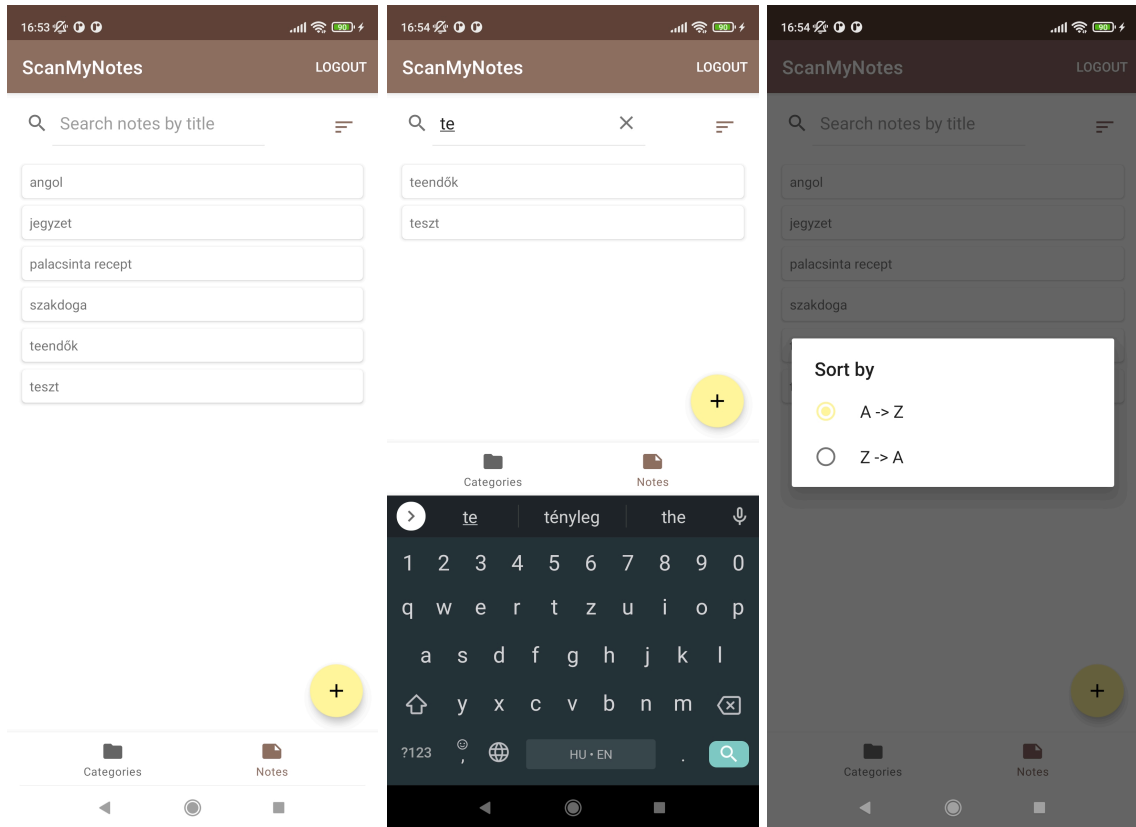 16:53 90
ScanMyNotes LOGOUT
Search notes by title
angol
jegyzet
palacsinta recept
szakdoga
teendők
teszt
+
Categories Notes
16:54 90
ScanMyNotes LOGOUT
te
teendők
teszt
+
Categories Notes
te tényleg the
1 2 3 4 5 6 7 8 9 0
q w e r t z u i o p
a s d f g h j k l
y x c v b n m
?123 , HU • EN .
16:54 90
ScanMyNotes LOGOUT
Search notes by title
angol
jegyzet
palacsinta recept
szakdoga
Sort by
A -> Z
Z -> A
+
Categories Notes